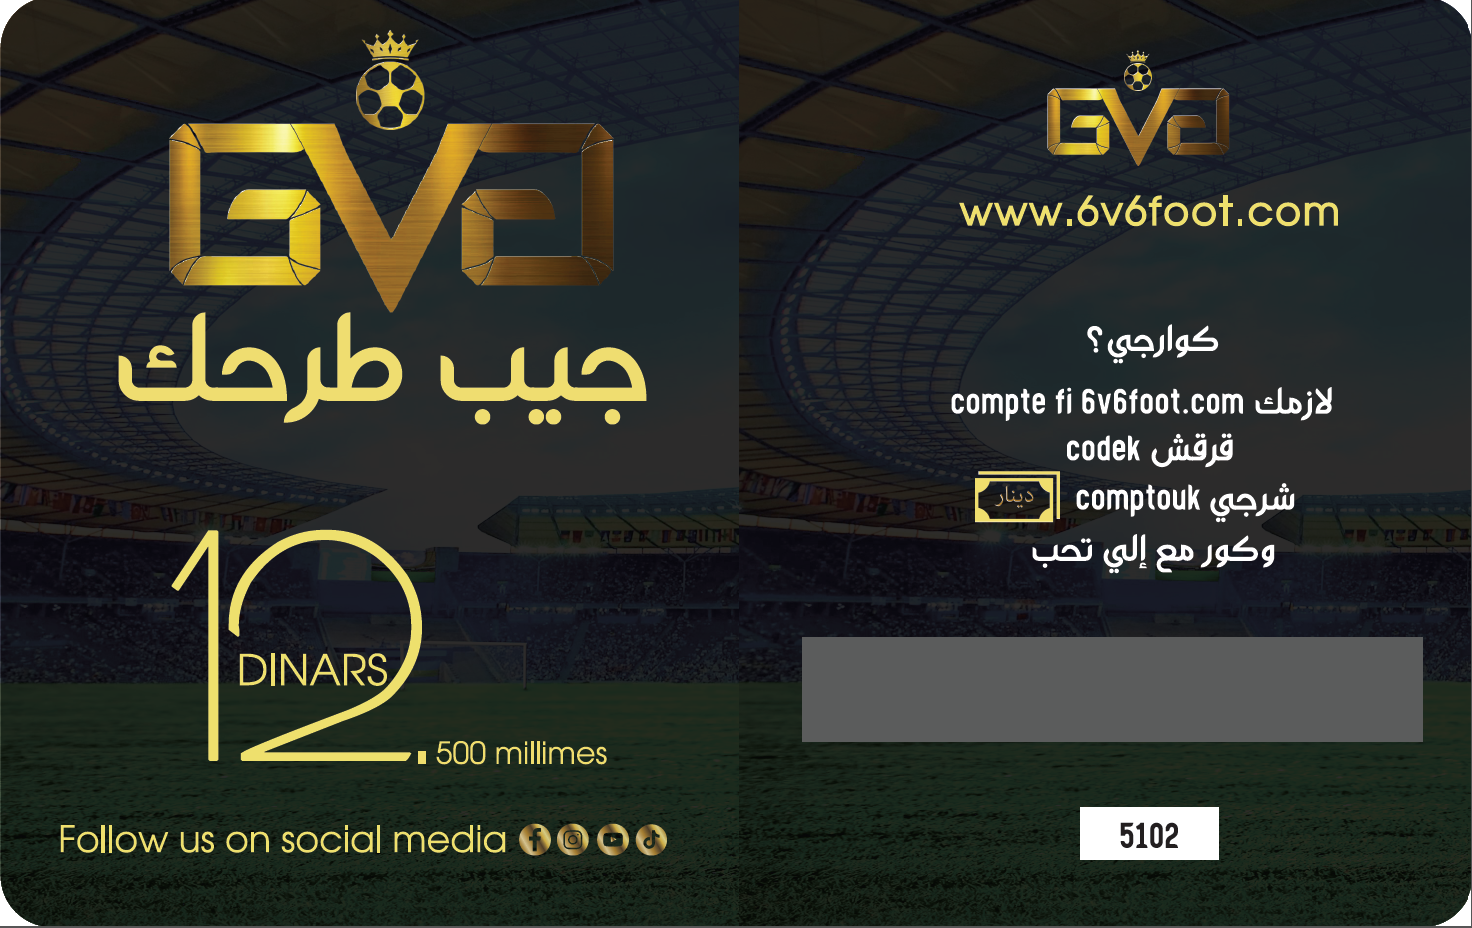 6V6
جيب طرحك
12
DINARS
. 500 millimes
Follow us on social media
6V6
www.6v6foot.com
كوارجي؟
لازمك compte fi 6v6foot.com
قرقش codek
شرجي comptouk دينار
وكور مع إلي تحب
5102